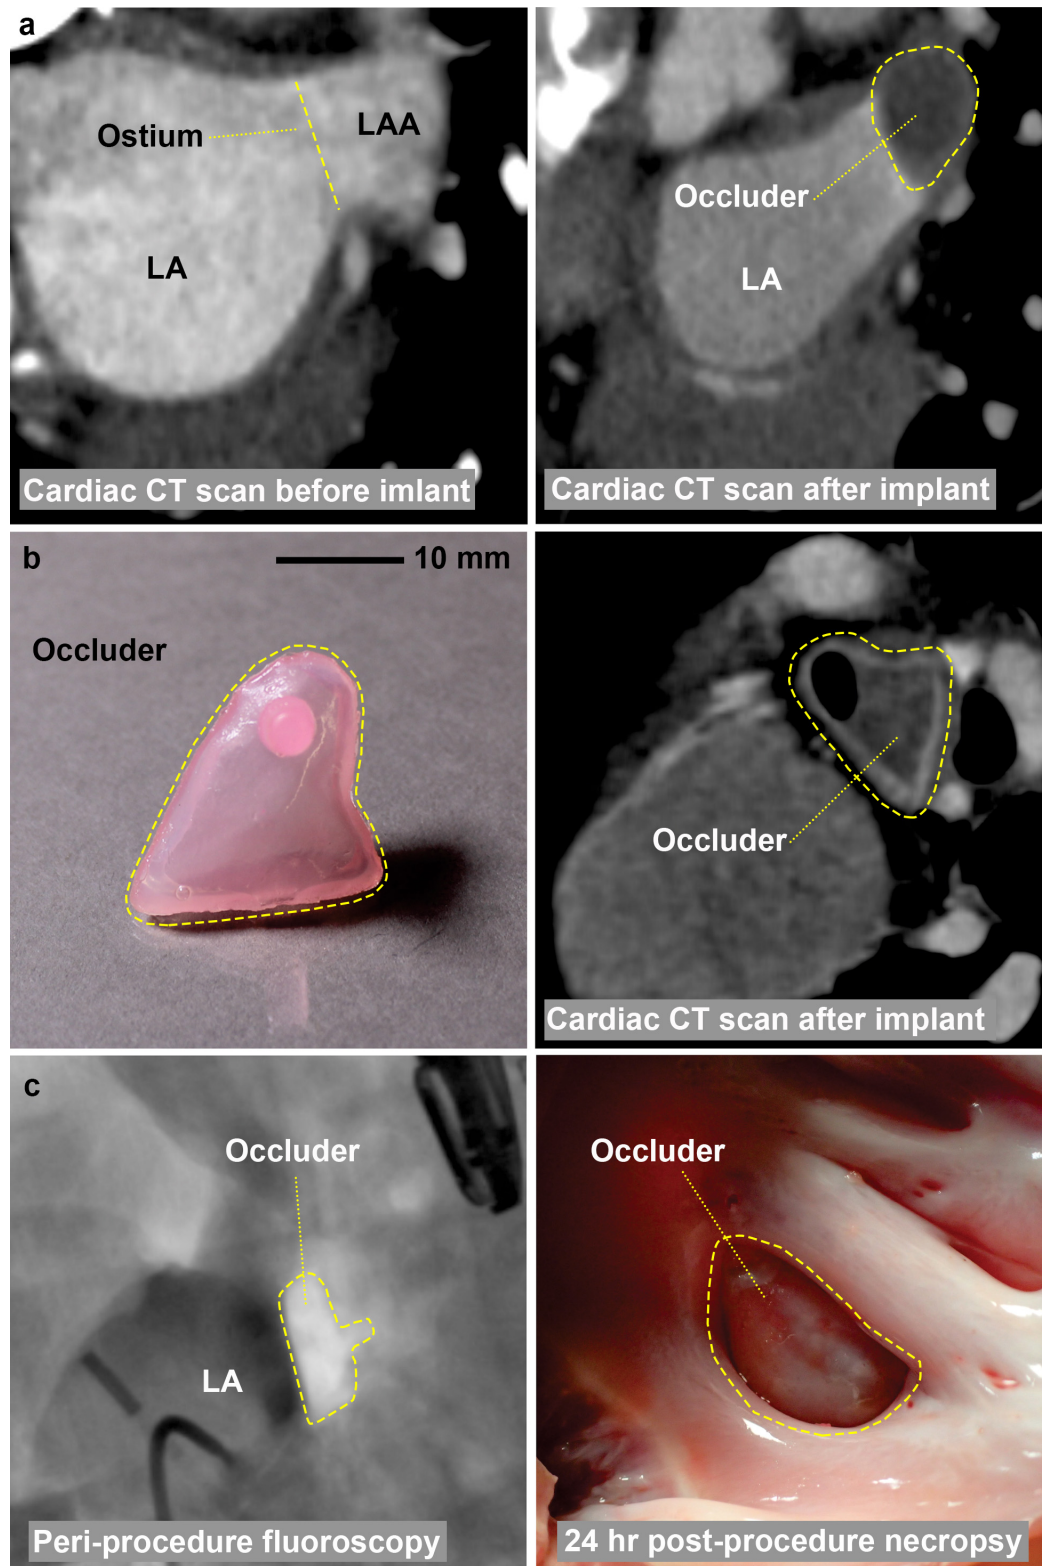 a
Ostium
LAA
LA
Cardiac CT scan before imlant
Occluder
LA
Cardiac CT scan after implant
b
10 mm
Occluder
Occluder
Cardiac CT scan after implant
c
Occluder
LA
Peri-procedure fluoroscopy
Occluder
24 hr post-procedure necropsy